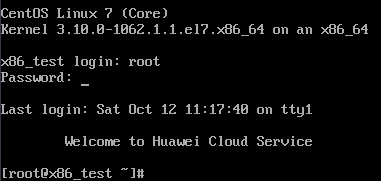 CentOS Linux 7 (Core)
Kernel 3.10.0-1062.1.1.el7.x86_64 on an x86_64
x86_test login: root
Password: _
Last login: Sat Oct 12 11:17:40 on tty1
Welcome to Huawei Cloud Service
[root@x86_test ~]#